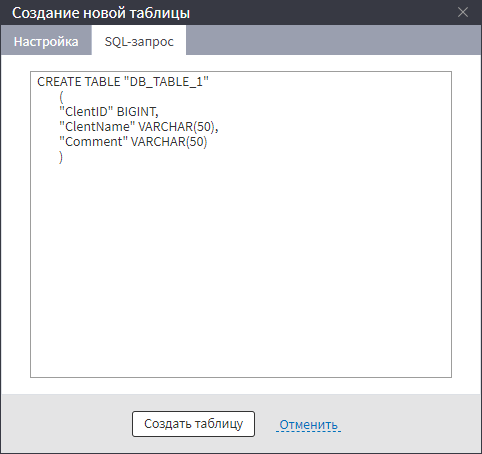 Создание новой таблицы
Настройка
SQL-запрос
CREATE TABLE "DB_TABLE_1"
(
"ClentID" BIGINT,
"ClentName" VARCHAR(50),
"Comment" VARCHAR(50)
)
Создать таблицу
Отменить